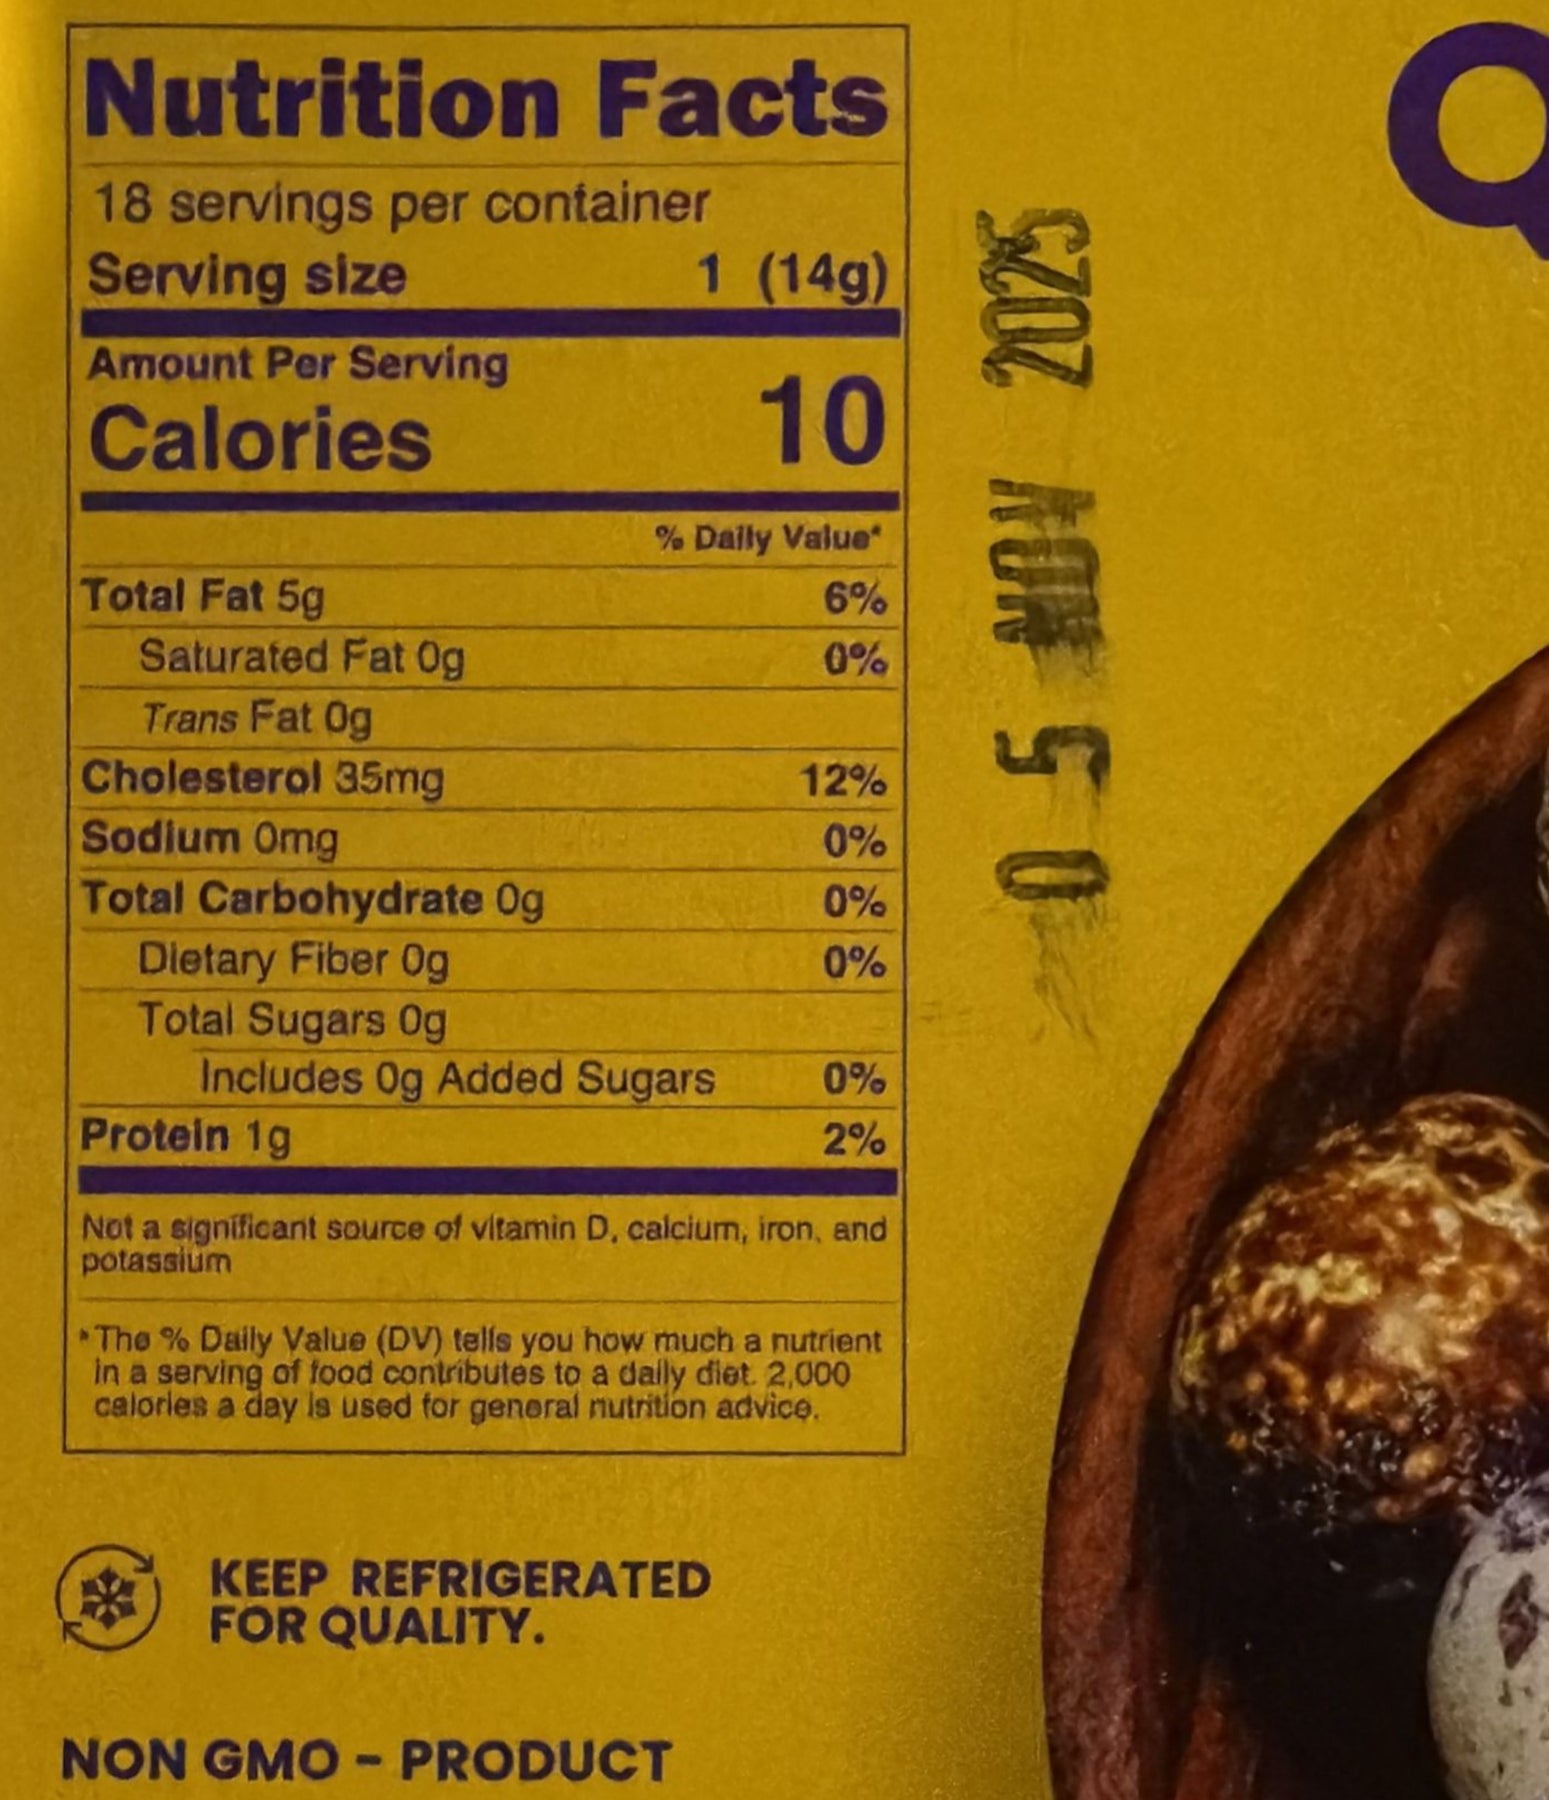 Nutrition Facts
18 servings per container
Serving size 1 (14g)
Amount Per Serving
Calories 10
% Daily Value*
Total Fat 5g 6%
Saturated Fat 0g 0%
Trans Fat 0g
Cholesterol 35mg 12%
Sodium 0mg 0%
Total Carbohydrate 0g 0%
Dietary Fiber 0g 0%
Total Sugars 0g
Includes 0g Added Sugars 0%
Protein 1g 2%
Not a significant source of vitamin D, calcium, iron, and
potassium
*The % Daily Value (DV) tells you how much a nutrient
in a serving of food contributes to a daily diet. 2,000
calories a day is used for general nutrition advice.
KEEP REFRIGERATED
FOR QUALITY.
NON GMO - PRODUCT
05 NOV 2025
Q